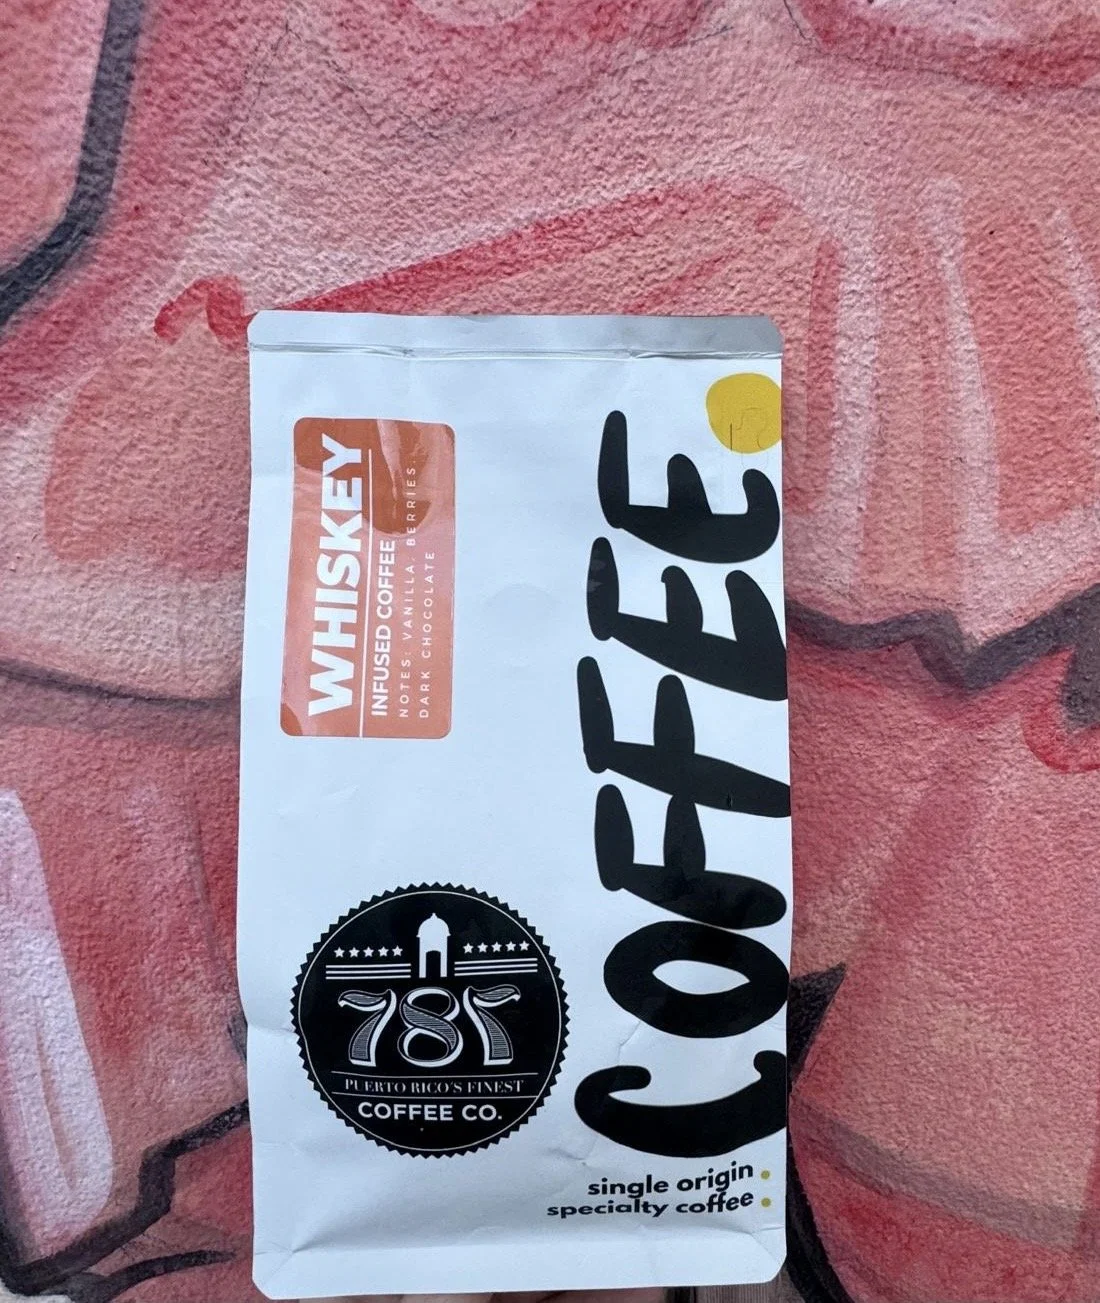 WHISKEY
INFUSED COFFEE
NOTES: VANILLA, BERRIES,
DARK CHOCOLATE
COFFEE.
787
PUERTO RICO'S FINEST
COFFEE CO.
single origin
specialty coffee